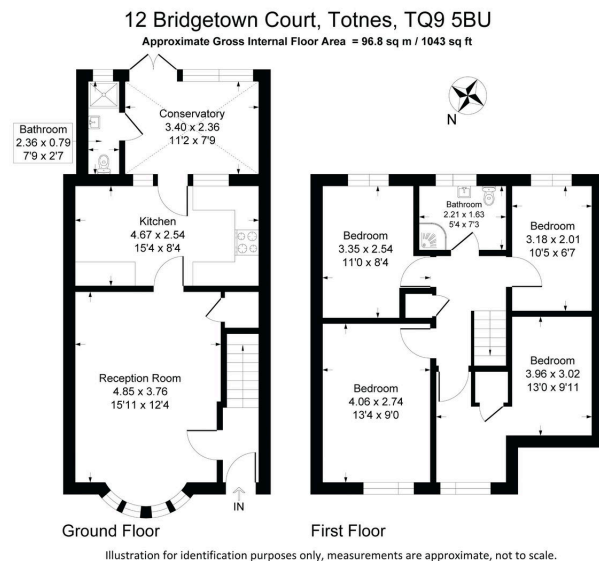 12 Bridgetown Court, Totnes, TQ9 5BU
Approximate Gross Internal Floor Area = 96.8 sq m / 1043 sq ft
N
Bathroom
2.36 x 0.79
7'9 x 2'7
Conservatory
3.40 x 2.36
11'2 x 7'9
Kitchen
4.67 x 2.54
15'4 x 8'4
Reception Room
4.85 x 3.76
15'11 x 12'4
IN
Ground Floor
Bedroom
3.35 x 2.54
11'0 x 8'4
Bathroom
2.21 x 1.63
5'4 x 7'3
Bedroom
3.18 x 2.01
10'5 x 6'7
Bedroom
4.06 x 2.74
13'4 x 9'0
Bedroom
3.96 x 3.02
13'0 x 9'11
First Floor
Illustration for identification purposes only, measurements are approximate, not to scale.